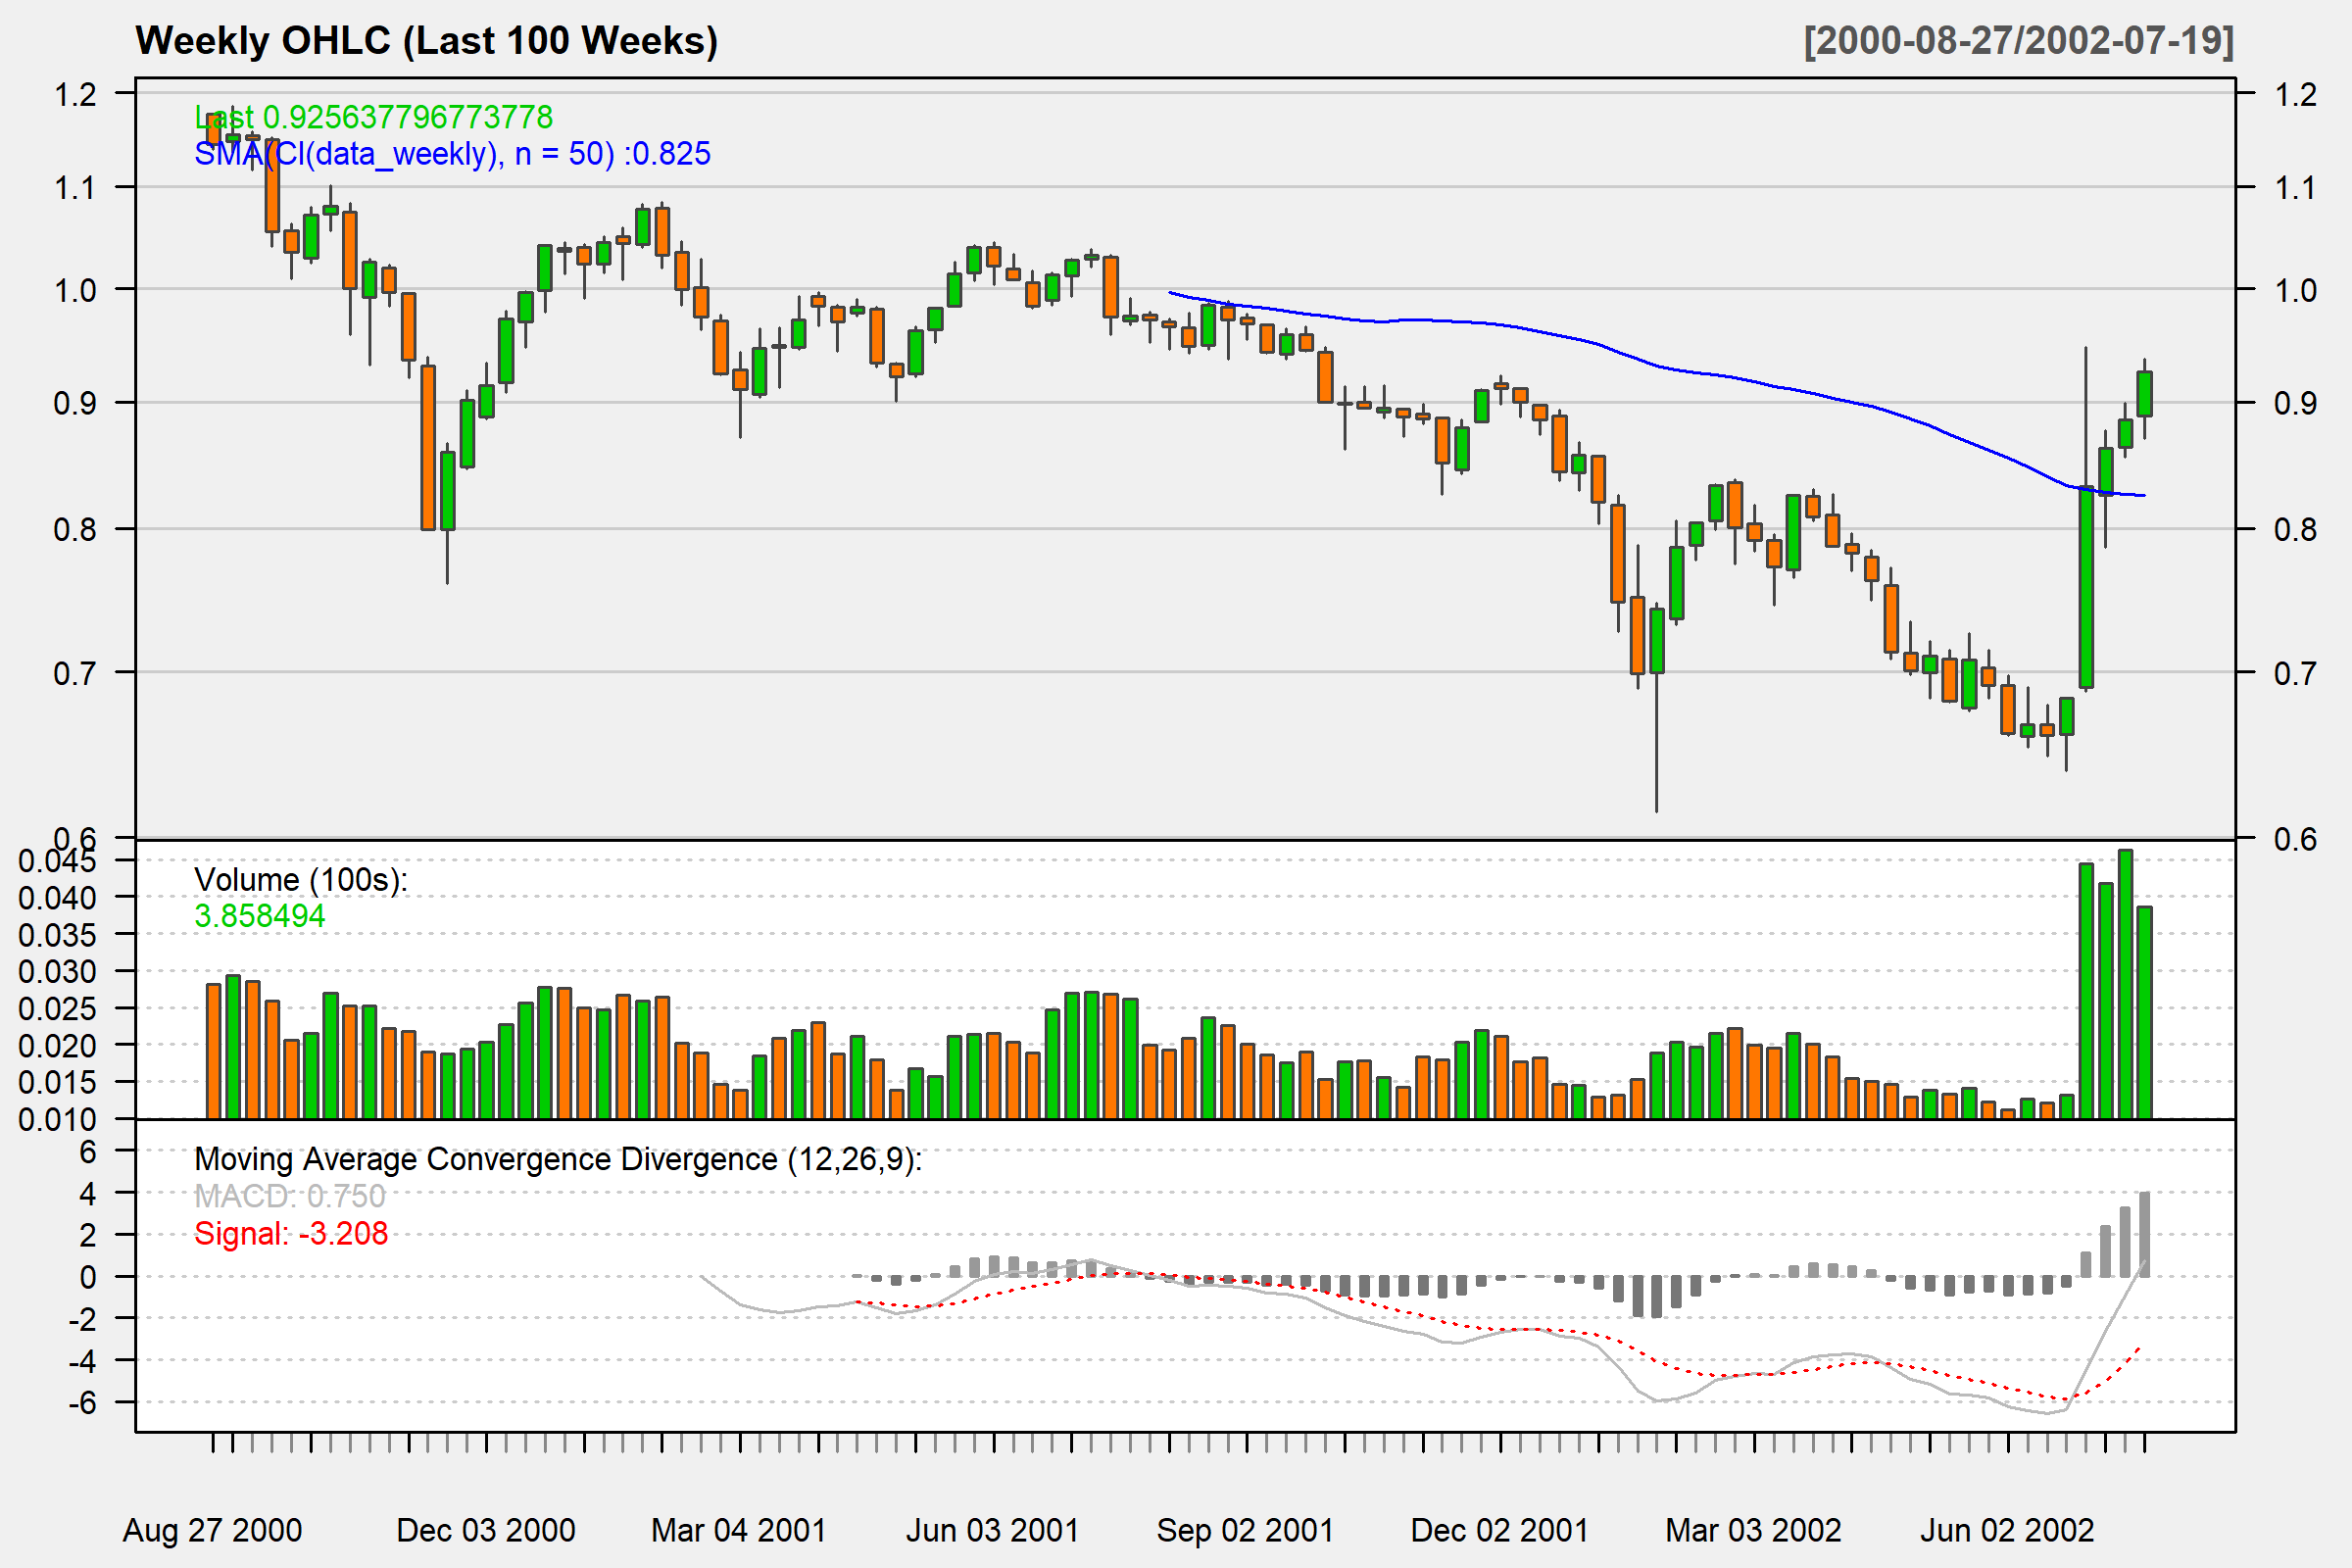 Weekly OHLC (Last 100 Weeks) [2000-08-27/2002-07-19]
Last 0.925637796773778
SMA(Cl(data_weekly), n = 50) :0.825
1.2 1.2
1.1 1.1
1.0 1.0
0.9 0.9
0.8 0.8
0.7 0.7
0.6 0.6
Volume (100s):
3.858494
0.045
0.040
0.035
0.030
0.025
0.020
0.015
0.010
Moving Average Convergence Divergence (12,26,9):
MACD: 0.750
Signal: -3.208
6
4
2
0
-2
-4
-6
Aug 27 2000 Dec 03 2000 Mar 04 2001 Jun 03 2001 Sep 02 2001 Dec 02 2001 Mar 03 2002 Jun 02 2002